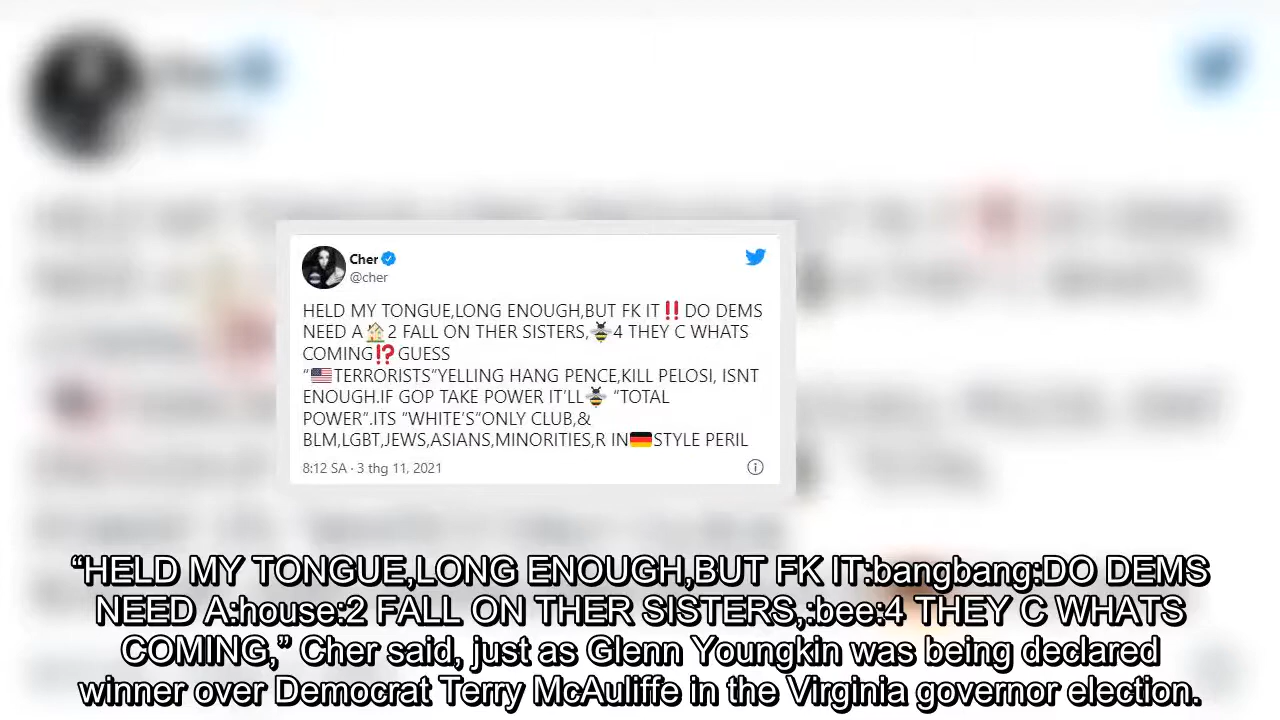 Cher
@cher
HELD MY TONGUE,LONG ENOUGH,BUT FK IT‼️DO DEMS
NEED A🏡2 FALL ON THER SISTERS,🐝4 THEY C WHATS
COMING⁉️GUESS
“🇺🇸TERRORISTS”YELLING HANG PENCE,KILL PELOSI, ISNT
ENOUGH.IF GOP TAKE POWER IT’LL🐝 “TOTAL
POWER”.ITS “WHITE’S”ONLY CLUB,&
BLM,LGBT,JEWS,ASIANS,MINORITIES,R IN🇩🇪STYLE PERIL
8:12 SA · 3 thg 11, 2021
“HELD MY TONGUE,LONG ENOUGH,BUT FK IT:bangbang:DO DEMS
NEED A:house:2 FALL ON THER SISTERS,:bee:4 THEY C WHATS
COMING,” Cher said, just as Glenn Youngkin was being declared
winner over Democrat Terry McAuliffe in the Virginia governor election.